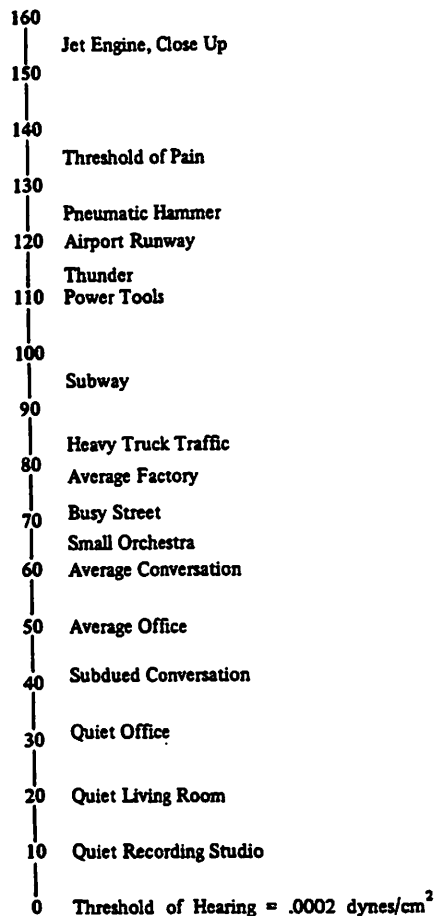 160
Jet Engine, Close Up
150
140
Threshold of Pain
130
Pneumatic Hammer
120 Airport Runway
Thunder
110 Power Tools
100
Subway
90
Heavy Truck Traffic
80
Average Factory
Busy Street
70
Small Orchestra
60 Average Conversation
50 Average Office
Subdued Conversation
40
Quiet Office
30
20 Quiet Living Room
10 Quiet Recording Studio
0 Threshold of Hearing = .0002 dynes/cm²